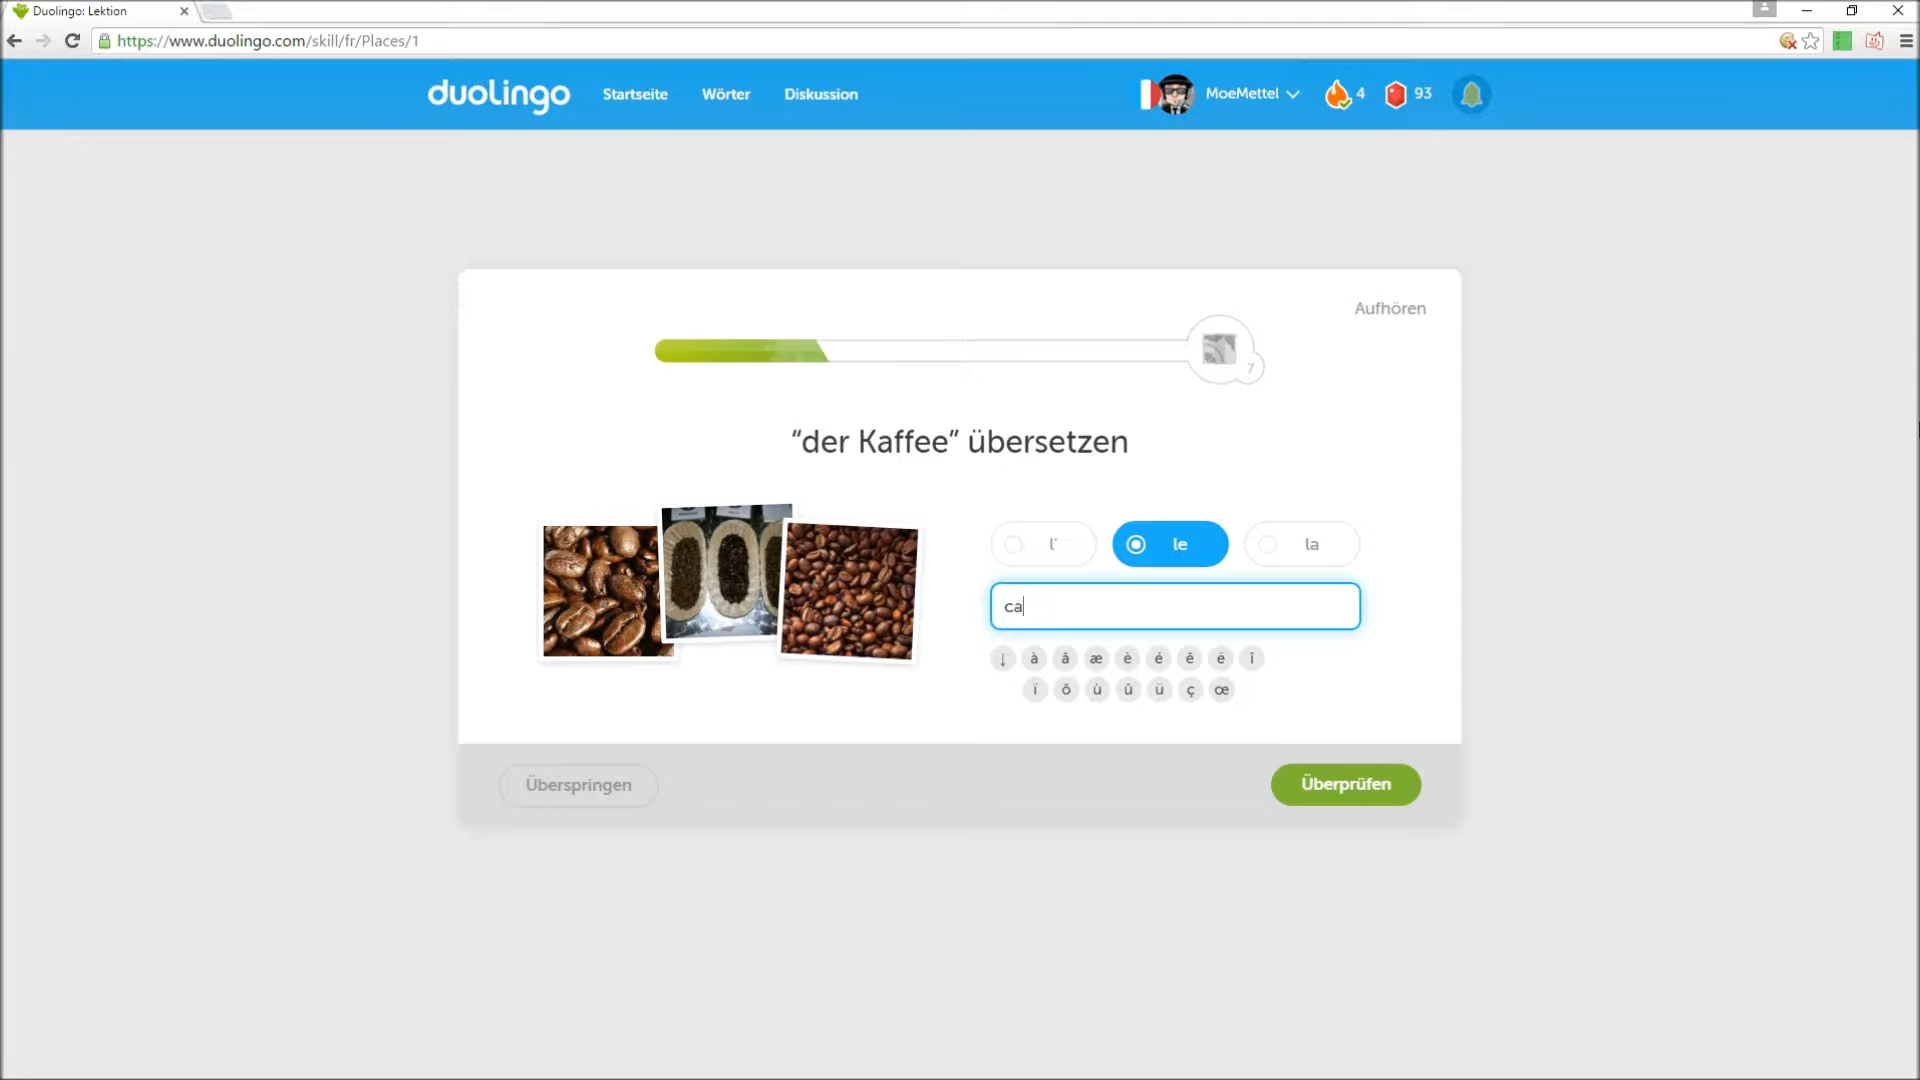 Duolingo: Lektion
https://www.duolingo.com/skill/fr/Places/1
duolingo Startseite Wörter Diskussion MoeMettel 4 93
Aufhören
7
“der Kaffee” übersetzen
l' le la
ca
↓ à â æ è é ê ë î
ï ô ù û ü ç œ
Überspringen Überprüfen